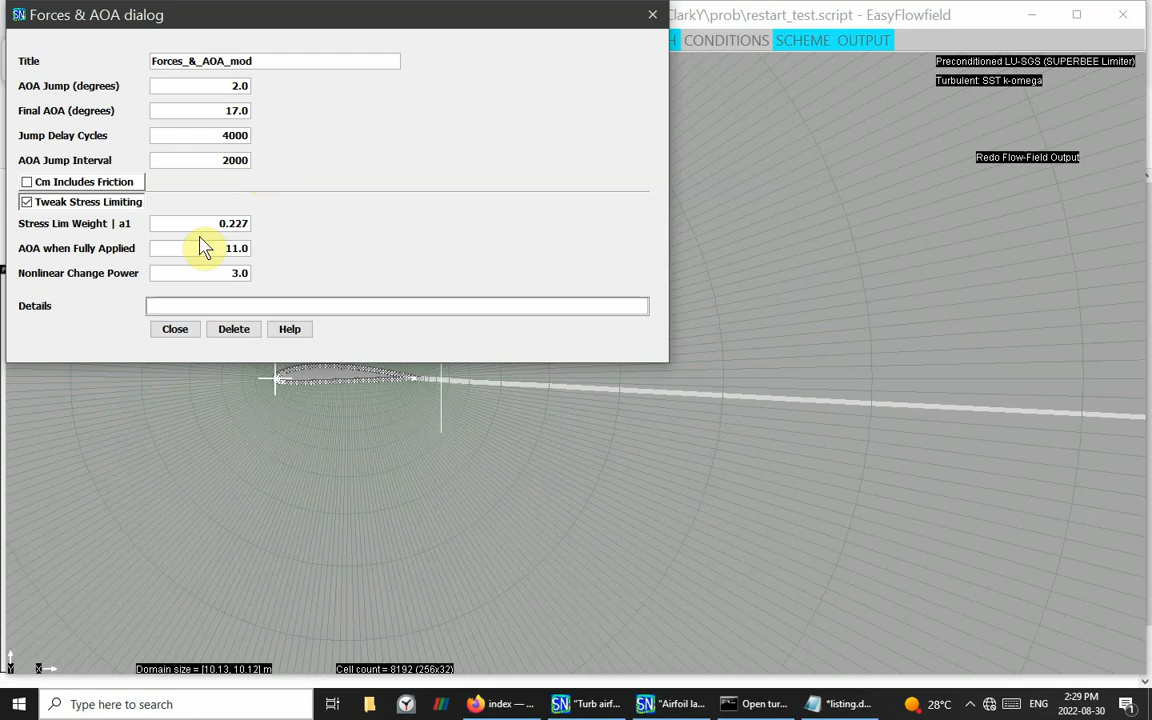 Forces & AOA dialog
ClarkY\prob\restart_test.script - EasyFlowfield
CONDITIONS SCHEME OUTPUT
Preconditioned LU-SGS (SUPERBEE Limiter)
Turbulent: SST k-omega
Redo Flow-Field Output
Title Forces_&_AOA_mod
AOA Jump (degrees) 2.0
Final AOA (degrees) 17.0
Jump Delay Cycles 4000
AOA Jump Interval 2000
Cm Includes Friction
Tweak Stress Limiting
Stress Lim Weight | a1 0.227
AOA when Fully Applied 11.0
Nonlinear Change Power 3.0
Details
Close Delete Help
Y X
Domain size = [10.13, 10.12] m
Cell count = 8192 (256x32)
Type here to search
index — ...
"Turb airf...
"Airfoil la...
Open tur...
*listing.d...
28°C
ENG
2:29 PM
2022-08-30
1